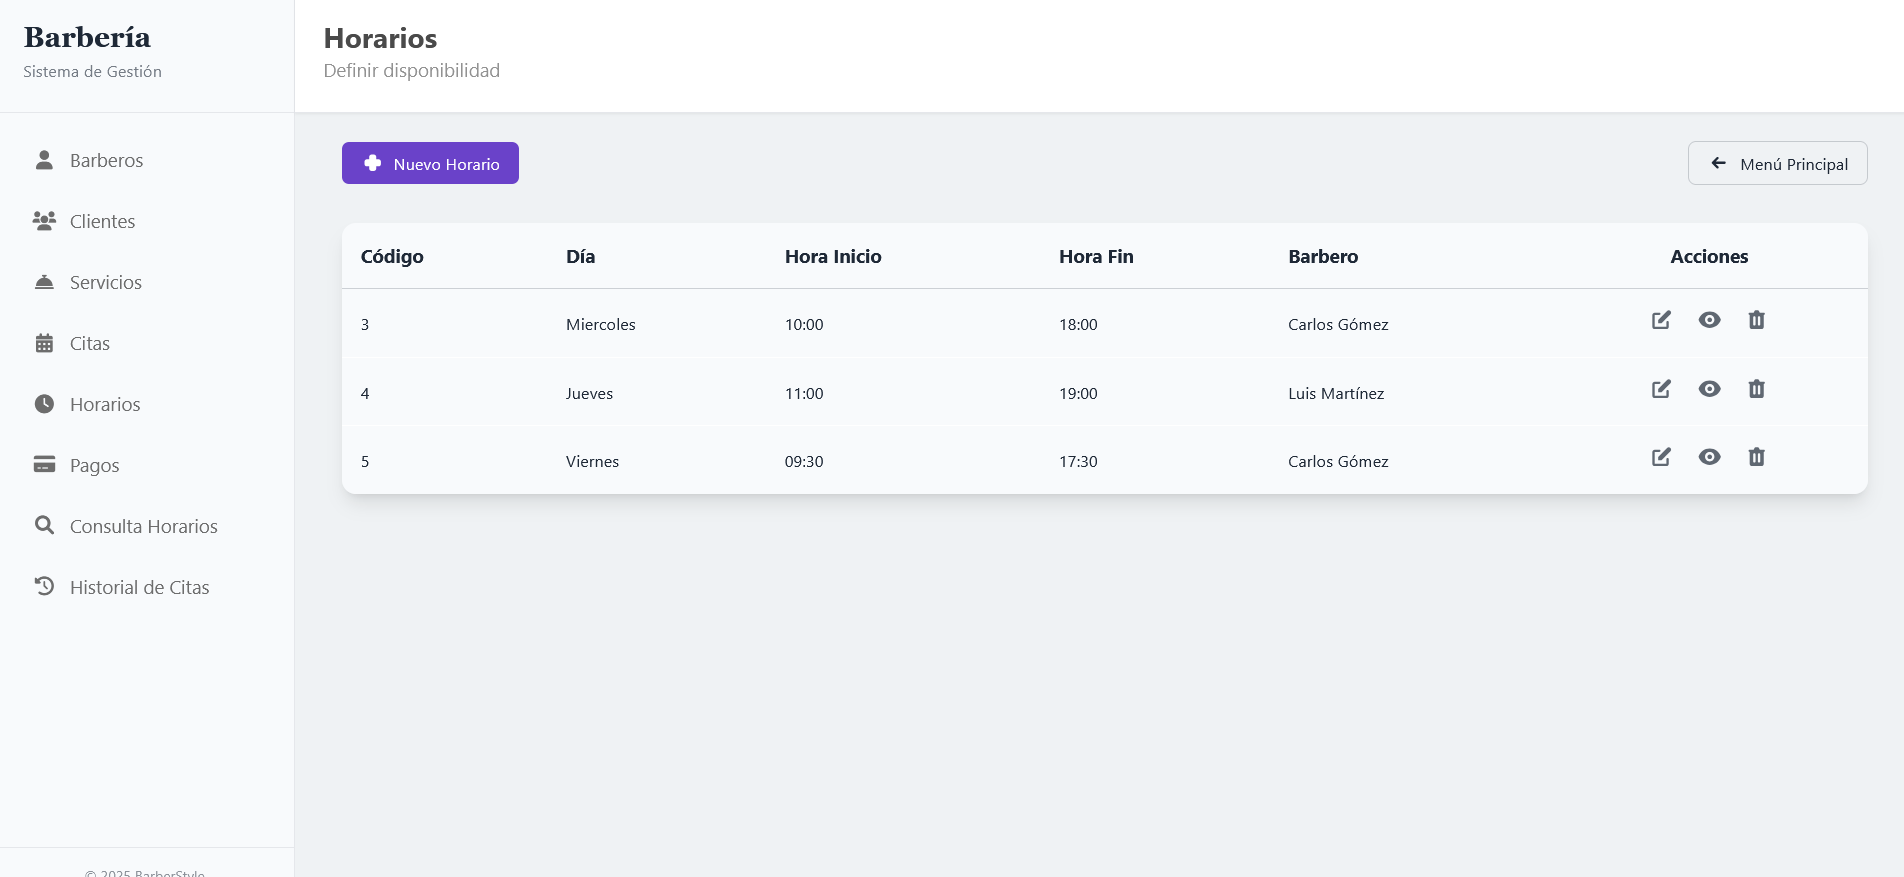 Barbería
Sistema de Gestión
Barberos
Clientes
Servicios
Citas
Horarios
Pagos
Consulta Horarios
Historial de Citas
© 2025 BarberStyle
Horarios
Definir disponibilidad
Nuevo Horario
Menú Principal
Código Día Hora Inicio Hora Fin Barbero Acciones
3 Miercoles 10:00 18:00 Carlos Gómez
4 Jueves 11:00 19:00 Luis Martínez
5 Viernes 09:30 17:30 Carlos Gómez